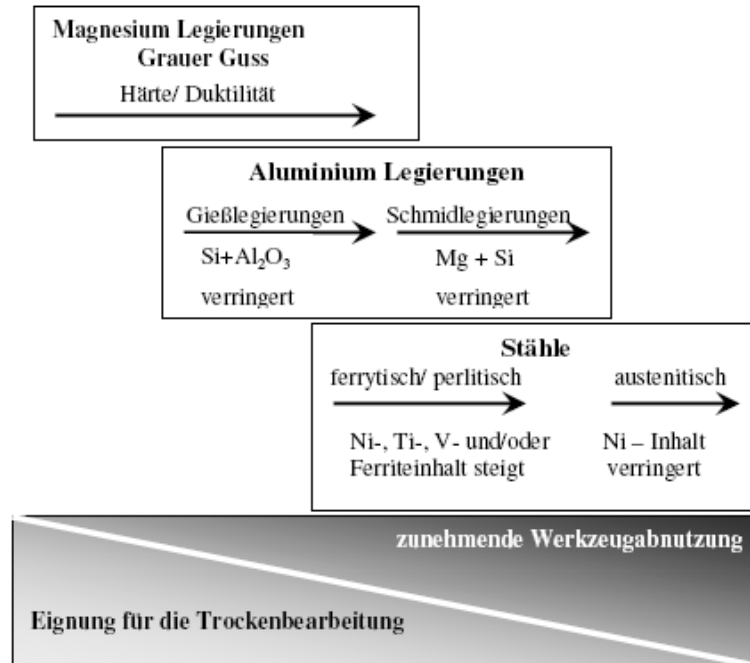 Magnesium Legierungen
Grauer Guss
Härte/ Duktilität
Aluminium Legierungen
Gießlegierungen
Si+Al₂O₃
verringert
Schmidlegierungen
Mg + Si
verringert
Stähle
ferrytisch/ perlitisch
Ni-, Ti-, V- und/oder
Ferriteinhalt steigt
austenitisch
Ni – Inhalt
verringert
zunehmende Werkzeugabnutzung
Eignung für die Trockenbearbeitung